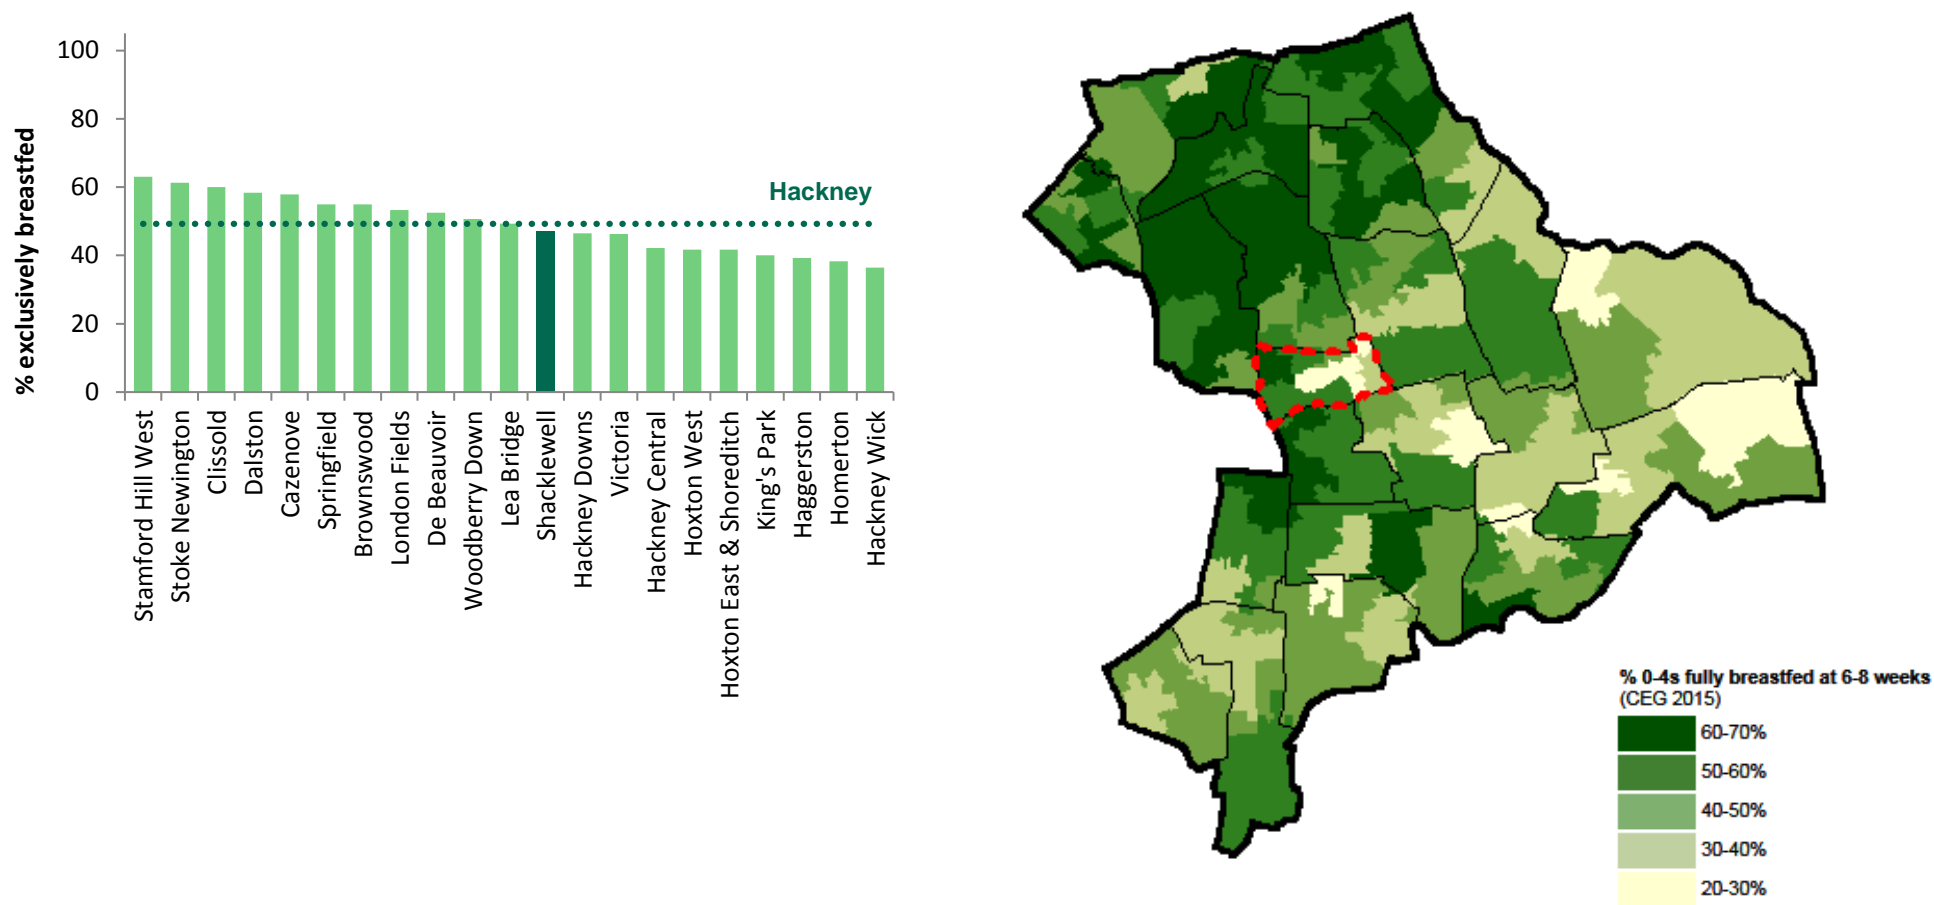 % exclusively breastfed
100
80
60
40
20
0
Hackney
Stamford Hill West
Stoke Newington
Clissold
Dalston
Cazenove
Springfield
Brownswood
London Fields
De Beauvoir
Woodberry Down
Lea Bridge
Shacklewell
Hackney Downs
Victoria
Hackney Central
Hoxton West
Hoxton East & Shoreditch
King's Park
Haggerston
Homerton
Hackney Wick
% 0-4s fully breastfed at 6-8 weeks
(CEG 2015)
60-70%
50-60%
40-50%
30-40%
20-30%